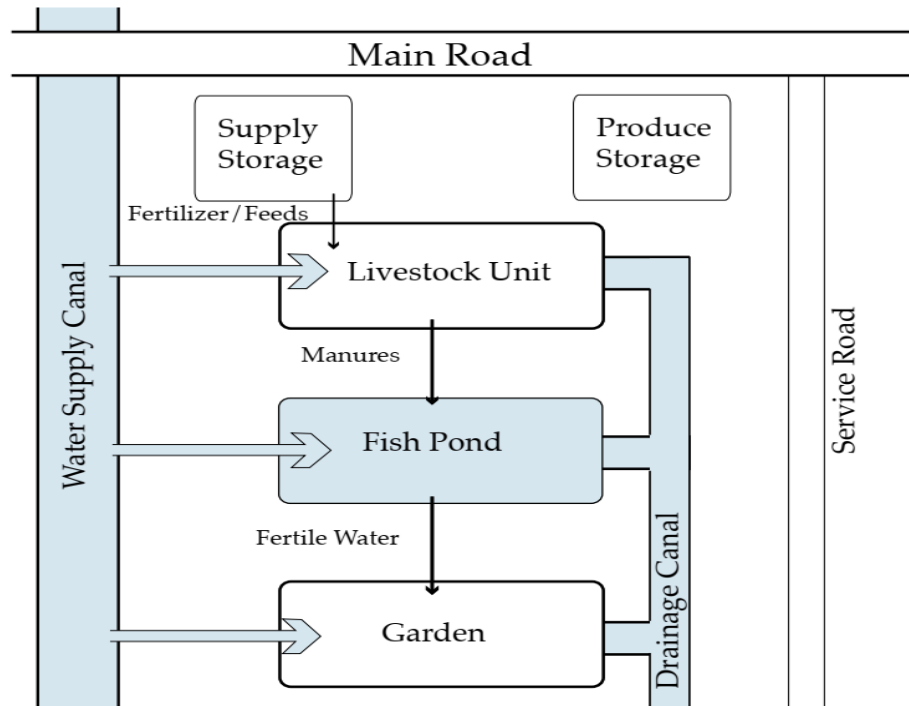 Main Road
Supply
Storage
Produce
Storage
Fertilizer/Feeds
Livestock Unit
Manures
Fish Pond
Fertile Water
Garden
Water Supply Canal
Drainage Canal
Service Road